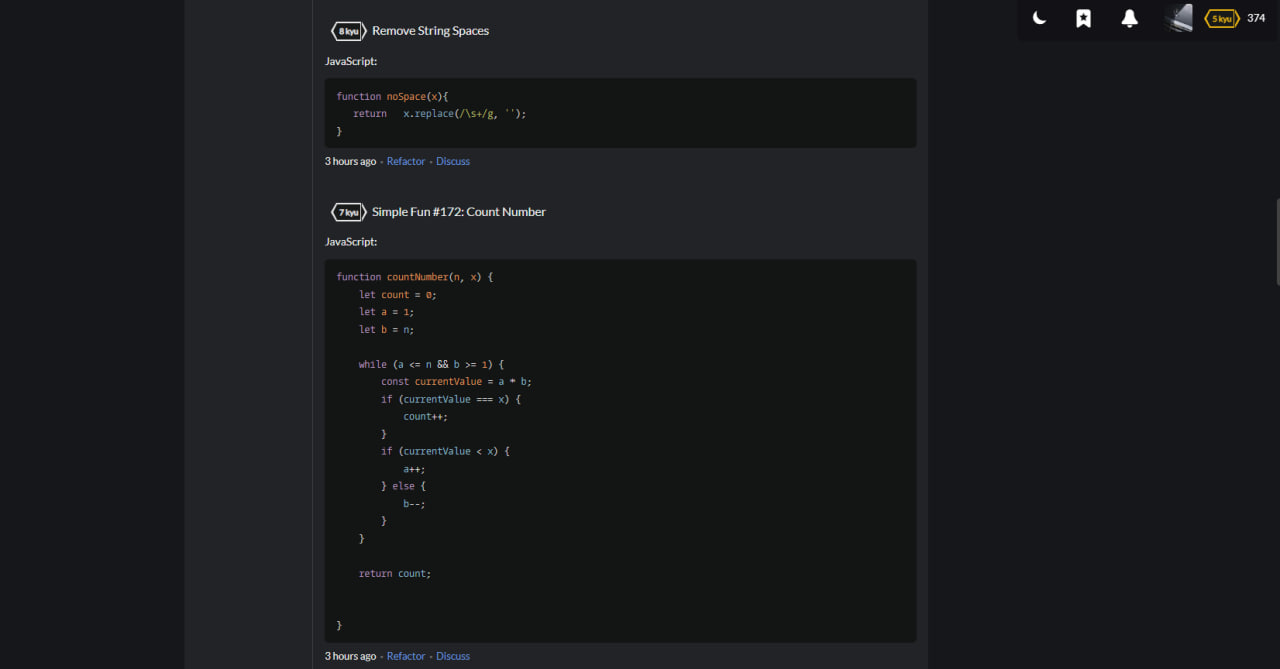 5 kyu 374
8 kyu Remove String Spaces
JavaScript:
function noSpace(x){
   return   x.replace(/\s+/g, '');
}
3 hours ago • Refactor • Discuss
7 kyu Simple Fun #172: Count Number
JavaScript:
function countNumber(n, x) {
    let count = 0;
    let a = 1;
    let b = n;
    while (a <= n && b >= 1) {
        const currentValue = a * b;
        if (currentValue === x) {
            count++;
        }
        if (currentValue < x) {
            a++;
        } else {
            b--;
        }
    }
    return count;
}
3 hours ago • Refactor • Discuss